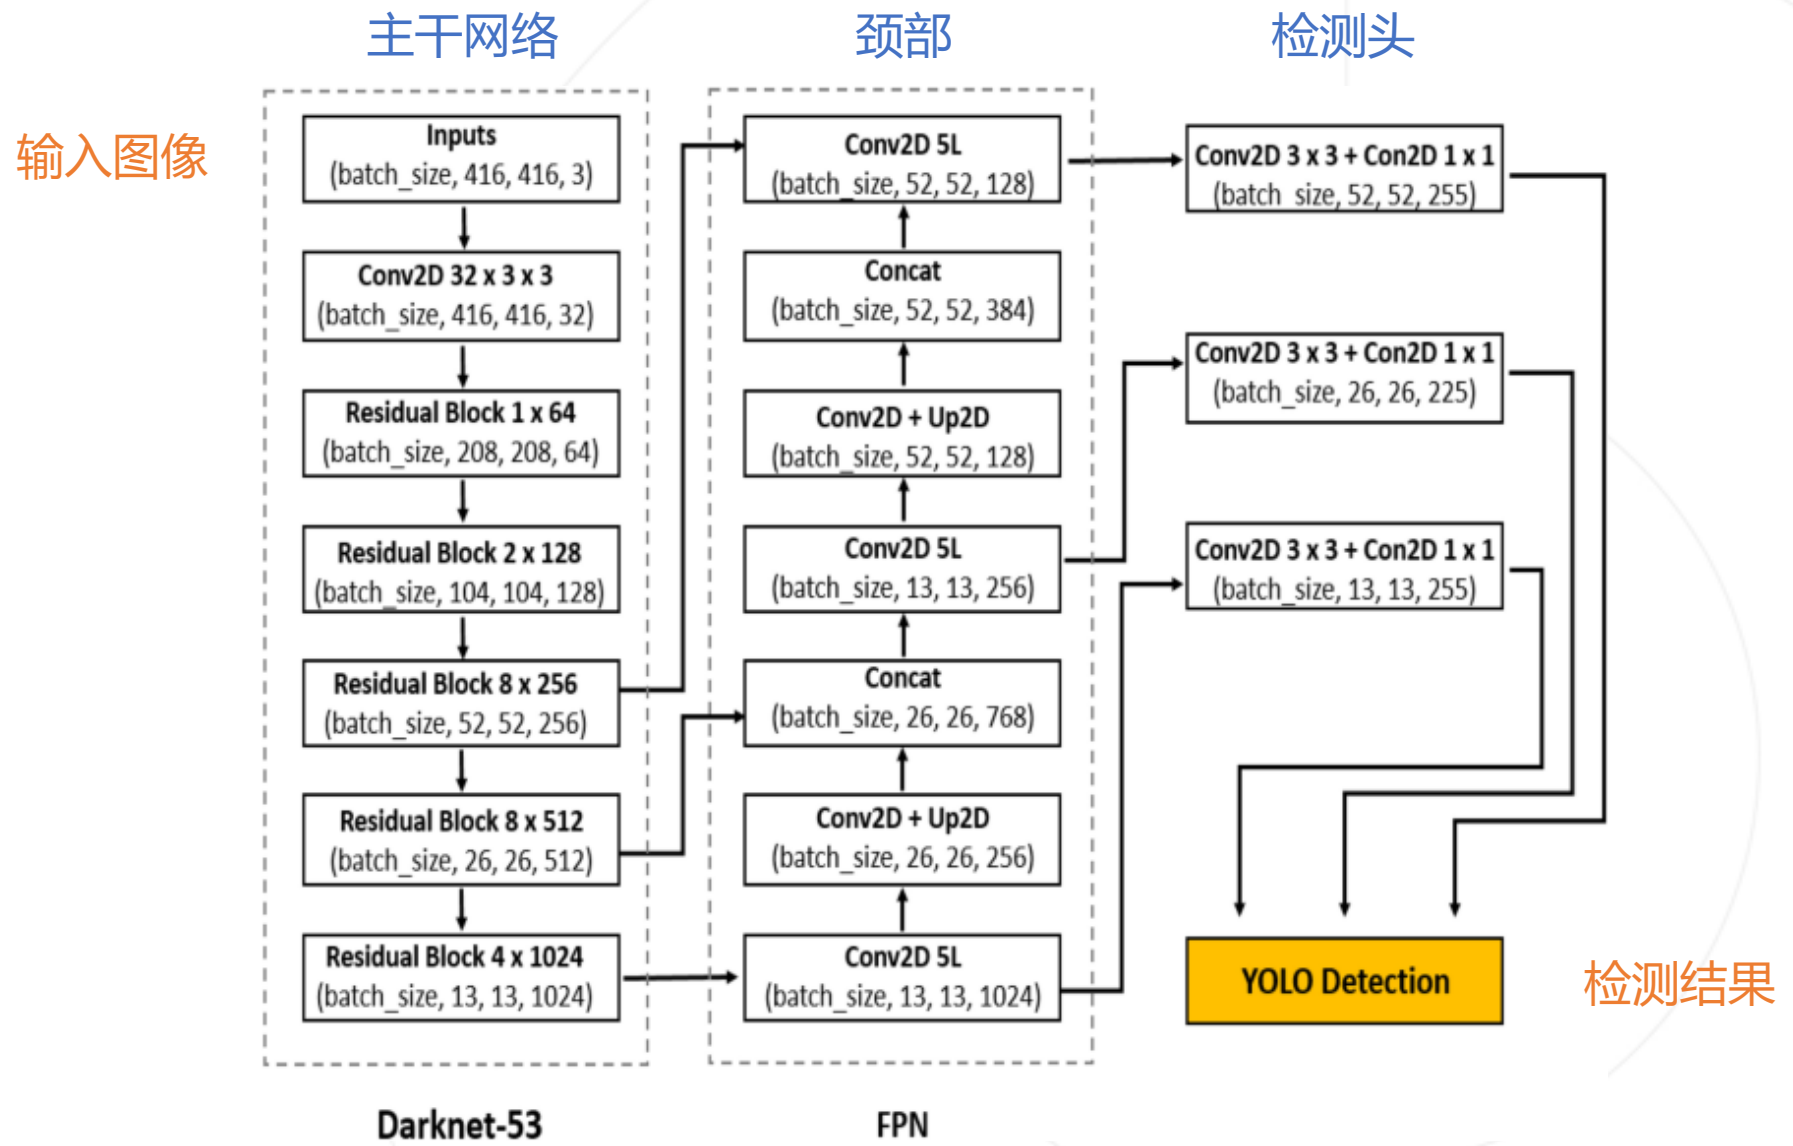 主干网络
颈部
检测头
输入图像
Inputs
(batch_size, 416, 416, 3)
Conv2D 32 x 3 x 3
(batch_size, 416, 416, 32)
Residual Block 1 x 64
(batch_size, 208, 208, 64)
Residual Block 2 x 128
(batch_size, 104, 104, 128)
Residual Block 8 x 256
(batch_size, 52, 52, 256)
Residual Block 8 x 512
(batch_size, 26, 26, 512)
Residual Block 4 x 1024
(batch_size, 13, 13, 1024)
Darknet-53
Conv2D 5L
(batch_size, 52, 52, 128)
Concat
(batch_size, 52, 52, 384)
Conv2D + Up2D
(batch_size, 52, 52, 128)
Conv2D 5L
(batch_size, 13, 13, 256)
Concat
(batch_size, 26, 26, 768)
Conv2D + Up2D
(batch_size, 26, 26, 256)
Conv2D 5L
(batch_size, 13, 13, 1024)
FPN
Conv2D 3 x 3 + Con2D 1 x 1
(batch_size, 52, 52, 255)
Conv2D 3 x 3 + Con2D 1 x 1
(batch_size, 26, 26, 225)
Conv2D 3 x 3 + Con2D 1 x 1
(batch_size, 13, 13, 255)
YOLO Detection
检测结果